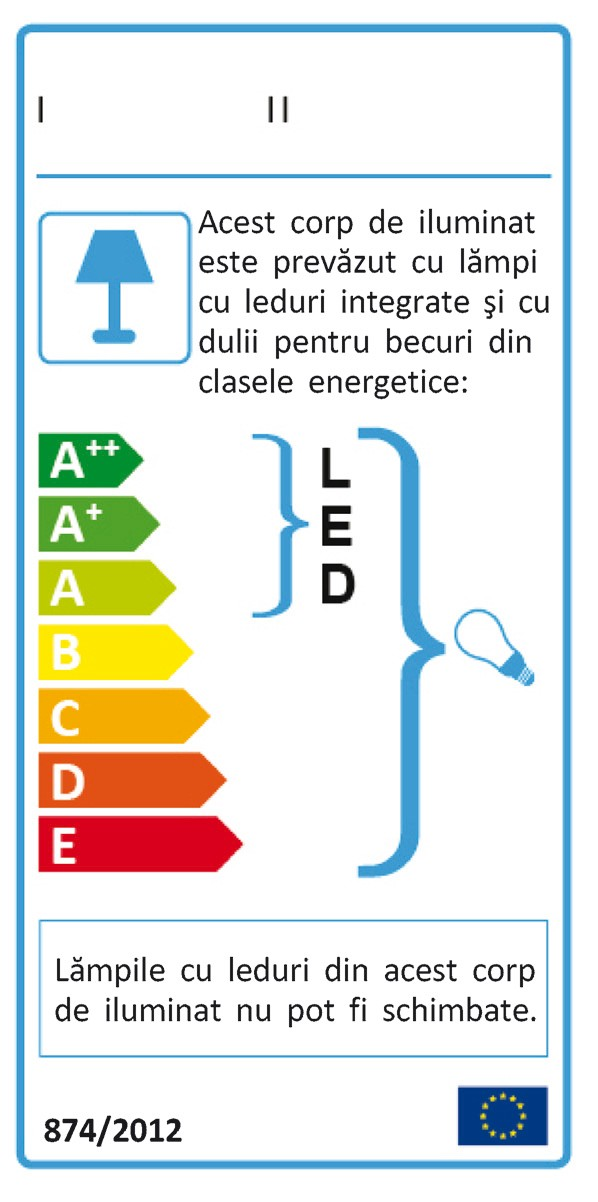 I II
Acest corp de iluminat
este prevăzut cu lămpi
cu leduri integrate şi cu
dulii pentru becuri din
clasele energetice:
A++
A+
A
B
C
D
E
L
E
D
Lămpile cu leduri din acest corp
de iluminat nu pot fi schimbate.
874/2012